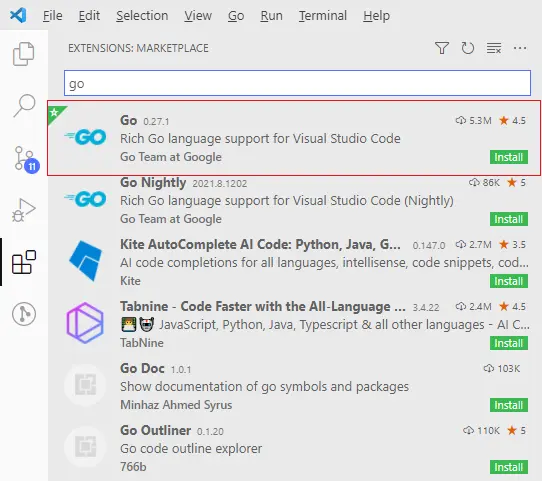 File Edit Selection View Go Run Terminal Help
EXTENSIONS: MARKETPLACE
go
Go 0.27.1 5.3M 4.5
Rich Go language support for Visual Studio Code
Go Team at Google Install
GO
Go Nightly 2021.8.1202 86K 5
Rich Go language support for Visual Studio Code (Nightly)
Go Team at Google Install
GO
Kite AutoComplete AI Code: Python, Java, G... 0.147.0 2.7M 3.5
AI code completions for all languages, intellisense, code snippets, cod...
Kite Install
11
Tabnine - Code Faster with the All-Language ... 3.4.22 2.4M 4.5
JavaScript, Python, Java, Typescript & all other languages - AI C...
TabNine Install
Go Doc 1.0.1 103K
Show documentation of go symbols and packages
Minhaz Ahmed Syrus Install
Go Outliner 0.1.20 110K 5
Go code outline explorer
766b Install